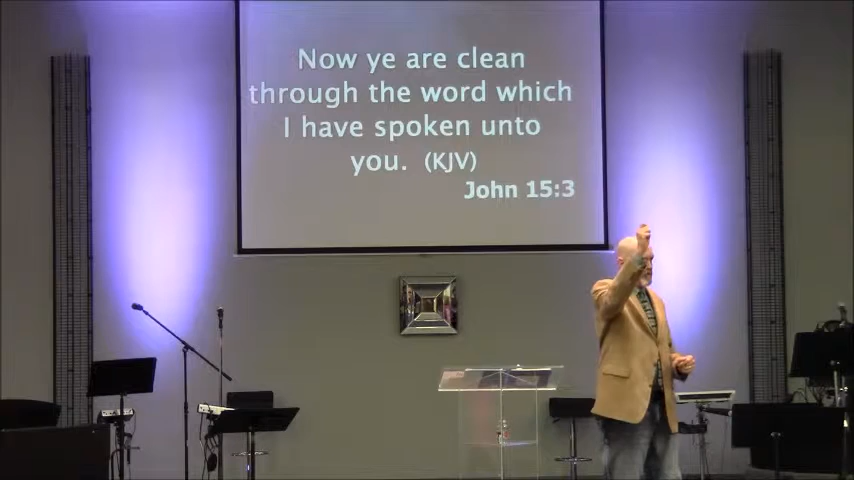 Now ye are clean
through the word which
I have spoken unto
you. (KJV)
John 15:3